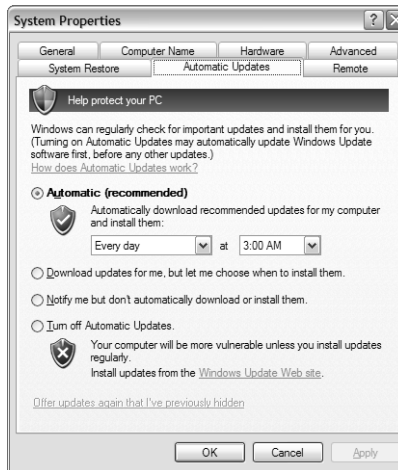 System Properties
General Computer Name Hardware Advanced
System Restore Automatic Updates Remote
Help protect your PC
Windows can regularly check for important updates and install them for you.
(Turning on Automatic Updates may automatically update Windows Update
software first, before any other updates.)
How does Automatic Updates work?
Automatic (recommended)
Automatically download recommended updates for my computer
and install them:
Every day at 3:00 AM
Download updates for me, but let me choose when to install them.
Notify me but don't automatically download or install them.
Turn off Automatic Updates.
Your computer will be more vulnerable unless you install updates
regularly.
Install updates from the Windows Update Web site.
Offer updates again that I've previously hidden
OK Cancel Apply